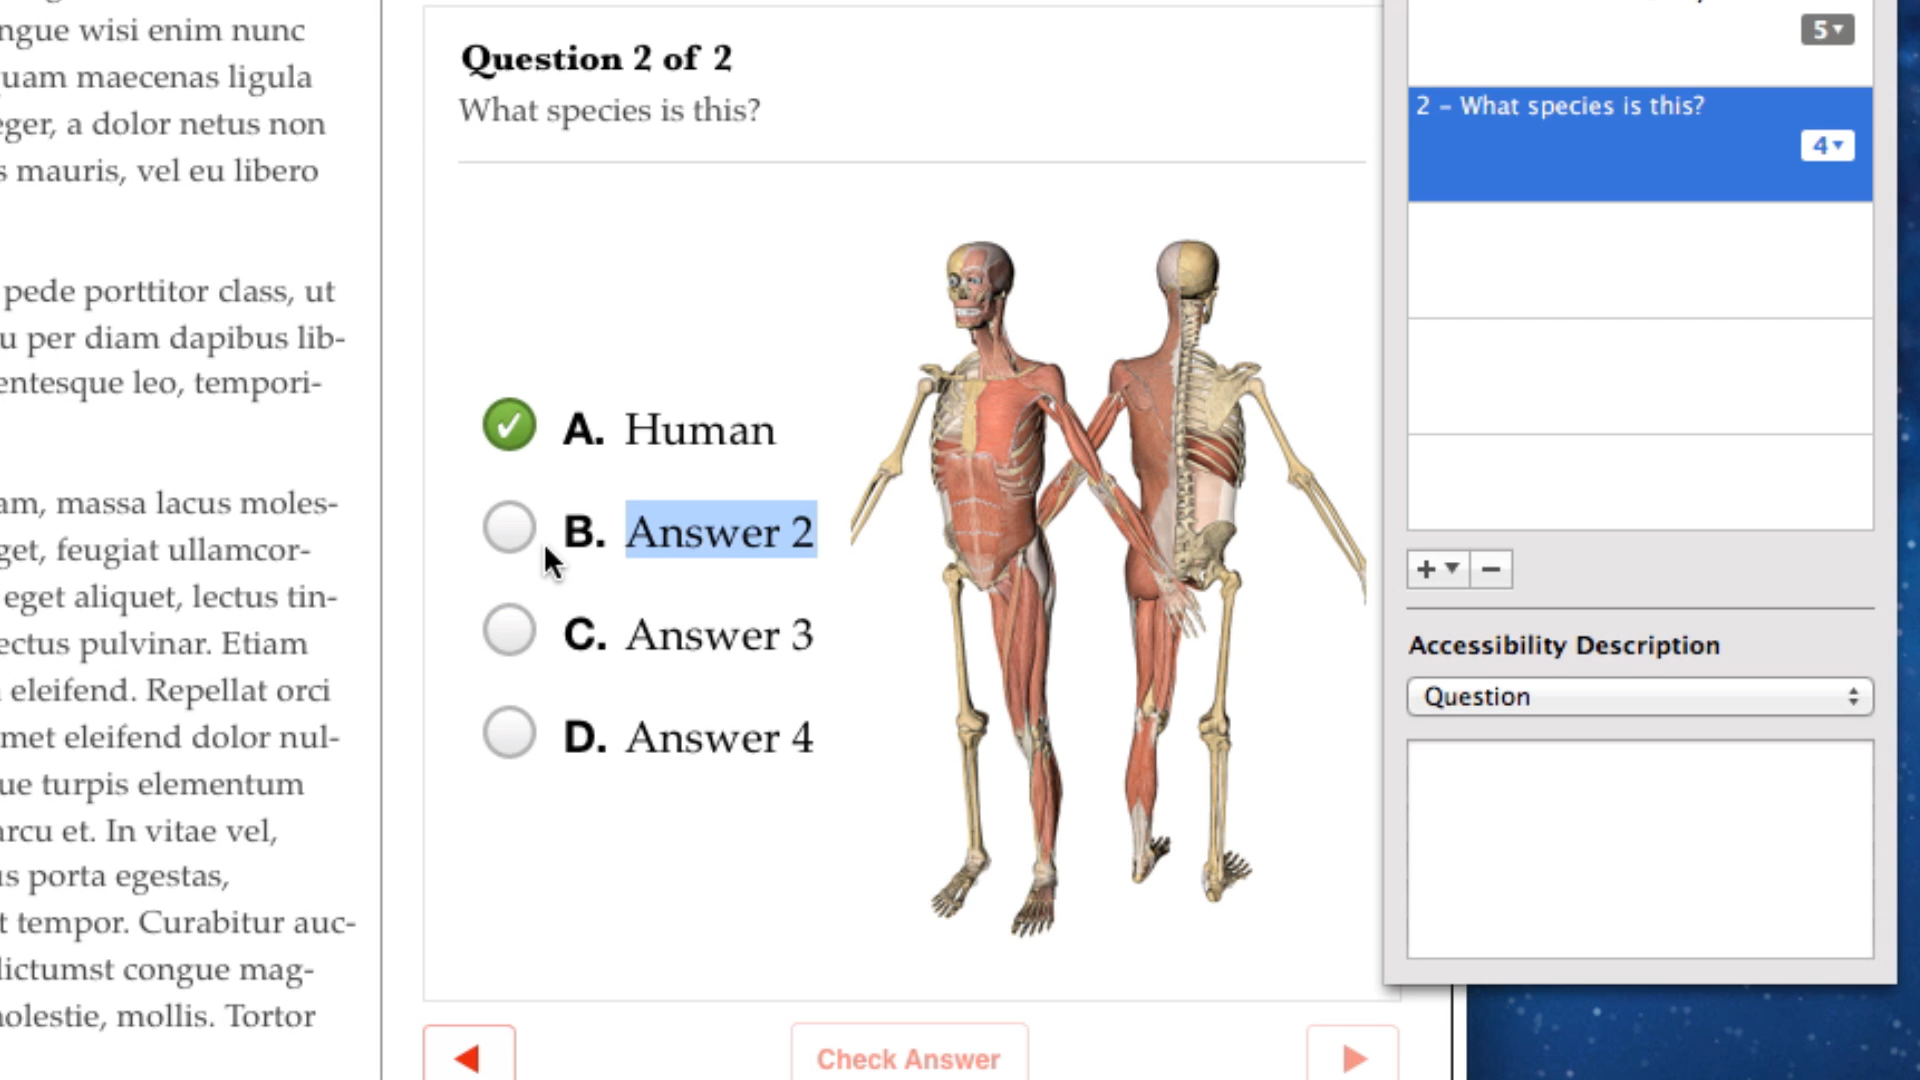 ngue wisi enim nunc
uam maecenas ligula
eger, a dolor netus non
s mauris, vel eu libero
pede porttitor class, ut
u per diam dapibus lib-
entesque leo, tempori-
am, massa lacus moles-
get, feugiat ullamcor-
eget aliquet, lectus tin-
ectus pulvinar. Etiam
eleifend. Repellat orci
met eleifend dolor nul-
ue turpis elementum
arcu et. In vitae vel,
us porta egestas,
t tempor. Curabitur auc-
dictumst congue mag-
nolestie, mollis. Tortor
Question 2 of 2
What species is this?
A. Human
B. Answer 2
C. Answer 3
D. Answer 4
Check Answer
5
2 – What species is this?
4
Accessibility Description
Question